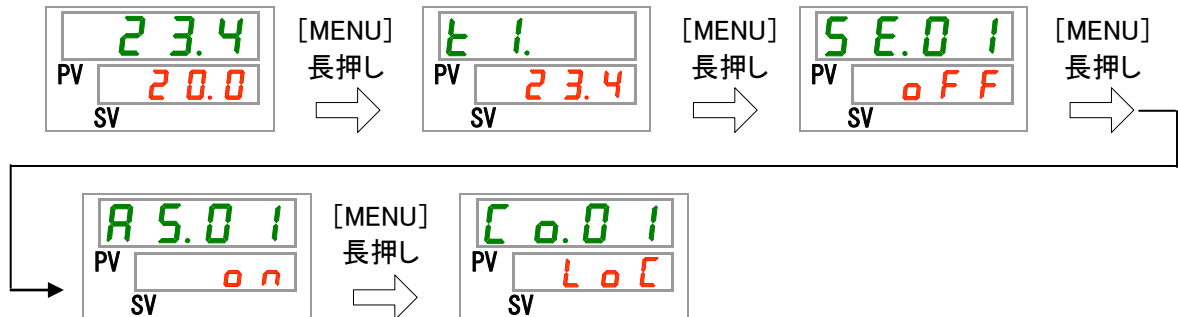 23.4
PV 20.0
SV
[MENU]
長押し
t1.
PV 23.4
SV
[MENU]
長押し
SE.01
PV oFF
SV
[MENU]
長押し
AS.01
PV on
SV
[MENU]
長押し
Co.01
PV LoC
SV